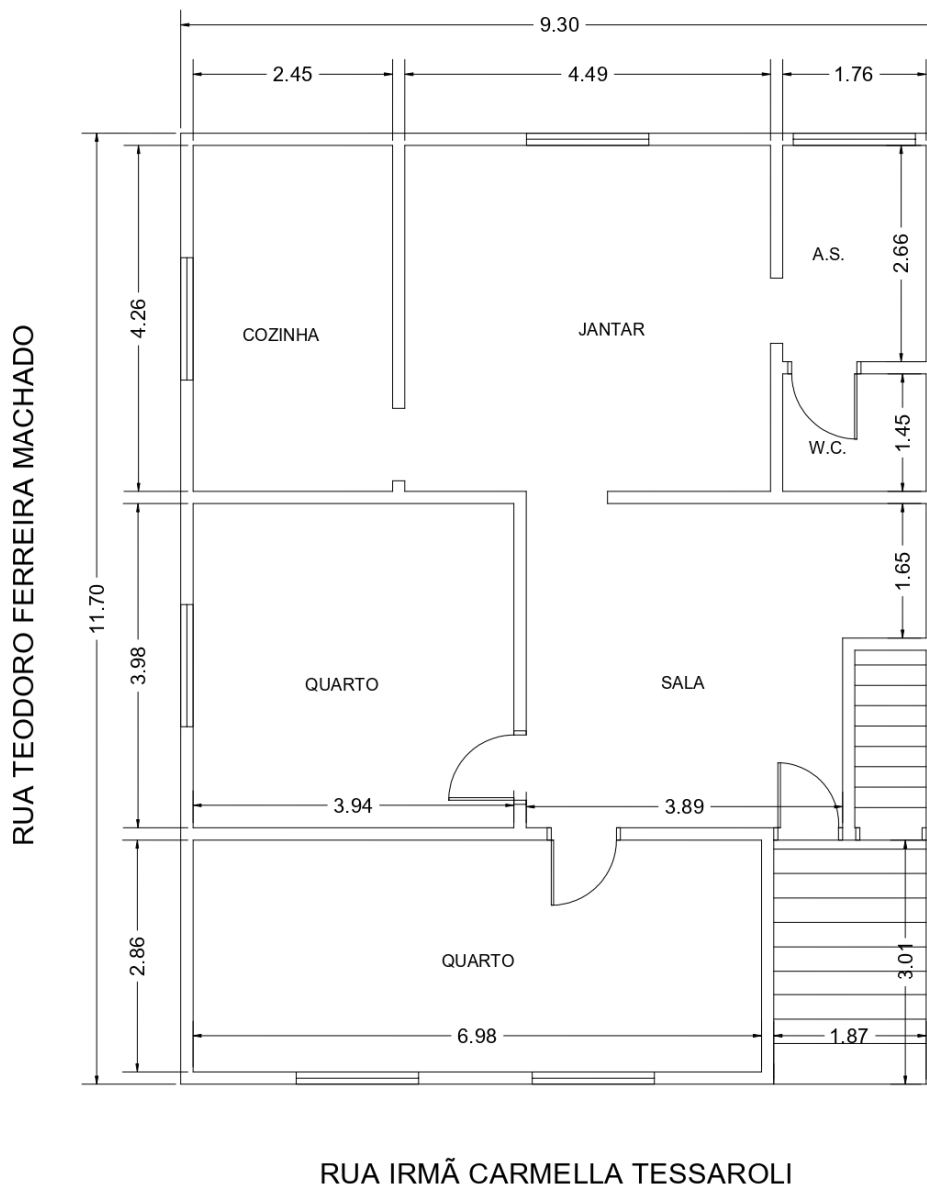 9.30
2.45
4.49
1.76
4.26
COZINHA
JANTAR
A.S.
2.66
W.C.
1.45
RUA TEODORO FERREIRA MACHADO
11.70
3.98
QUARTO
SALA
1.65
3.94
3.89
2.86
QUARTO
3.01
6.98
1.87
RUA IRMÃ CARMELLA TESSAROLI